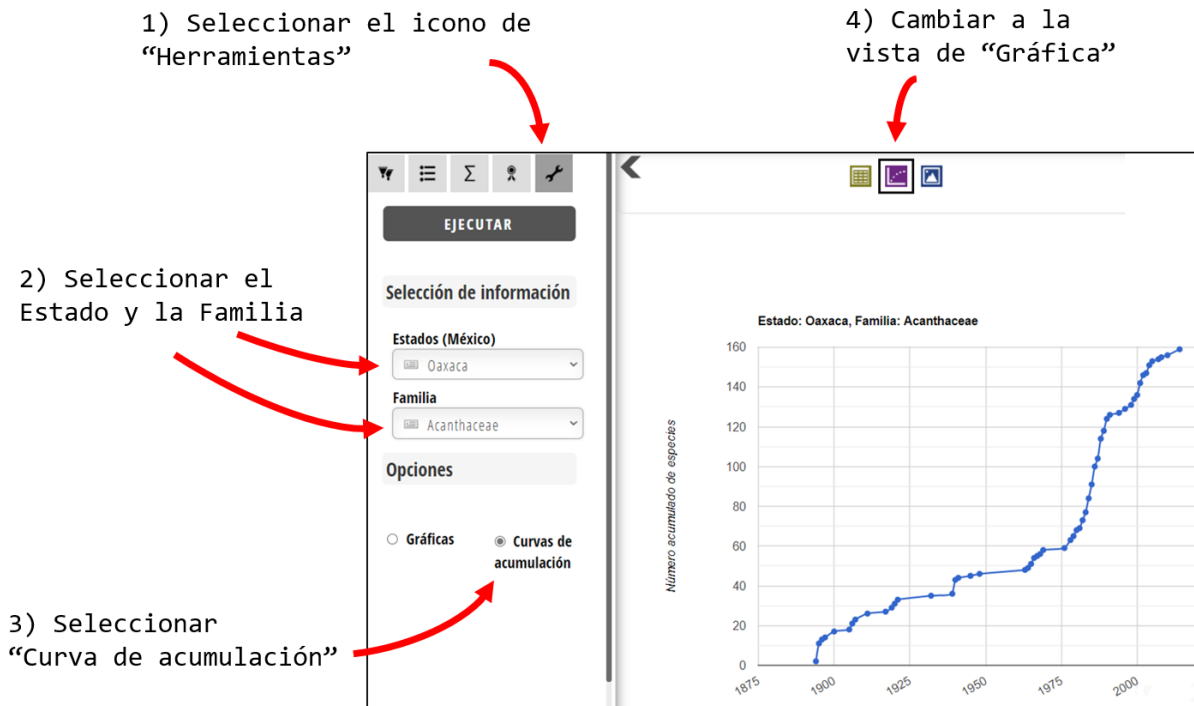 1) Seleccionar el icono de
“Herramientas”
4) Cambiar a la
vista de “Gráfica”
Σ
EJECUTAR
2) Seleccionar el
Estado y la Familia
Selección de información
Estados (México)
Oaxaca
Familia
Acanthaceae
Opciones
Gráficas
Curvas de
acumulación
3) Seleccionar
“Curva de acumulación”
Estado: Oaxaca, Familia: Acanthaceae
Número acumulado de especies
160
140
120
100
80
60
40
20
0
1875
1900
1925
1950
1975
2000